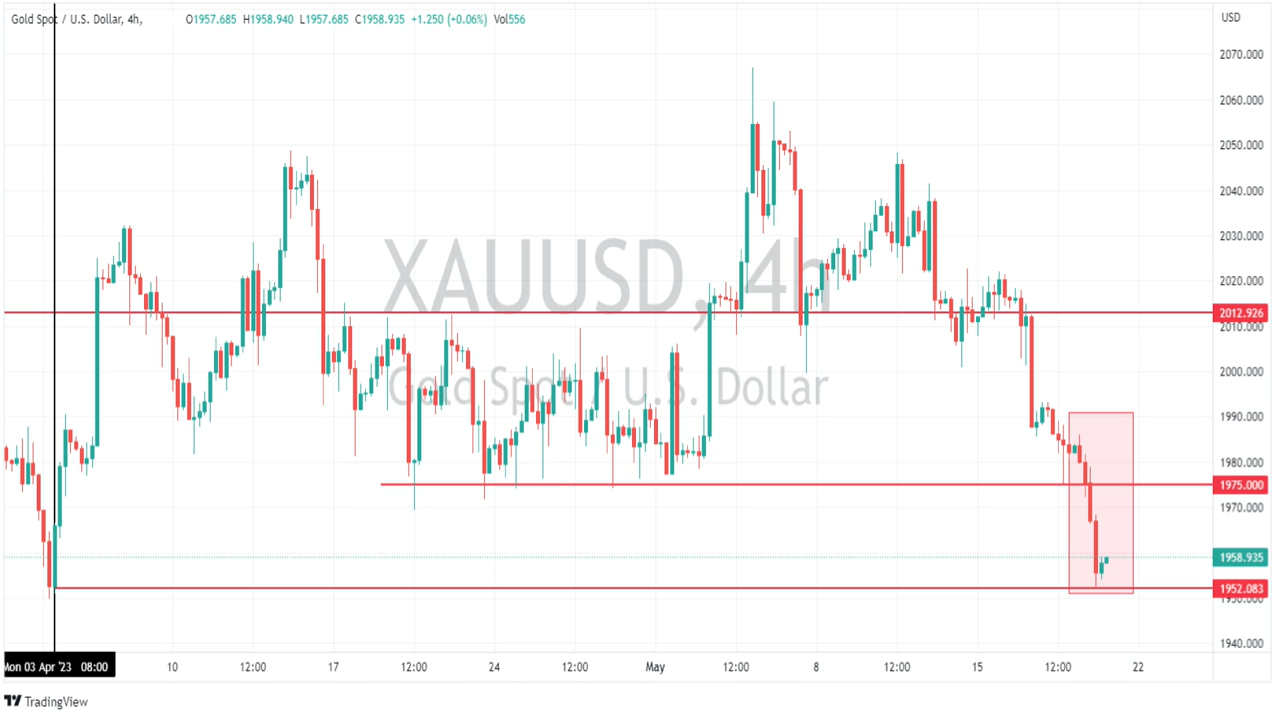 Gold Spot / U.S. Dollar, 4h, O1957.685 H1958.940 L1957.685 C1958.935 +1.250 (+0.06%) Vol556
USD
2070.000
2060.000
2050.000
2040.000
2030.000
2020.000
2012.926
2010.000
2000.000
1990.000
1980.000
1975.000
1970.000
1958.935
1952.083
1950.000
1940.000
XAUUSD, 4h
Gold Spot / U.S. Dollar
Mon 03 Apr '23 08:00 10 12:00 17 12:00 24 12:00 May 12:00 8 12:00 15 12:00 22
TradingView